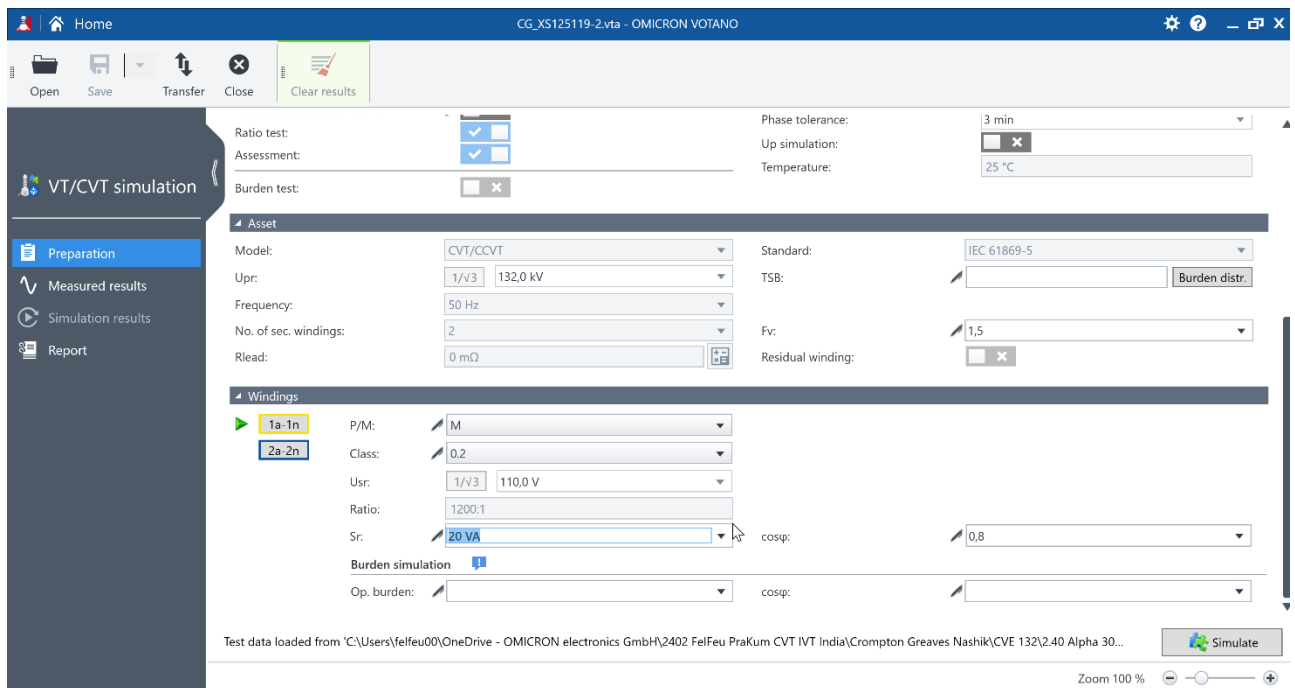 Home CG_XS125119-2.vta - OMICRON VOTANO
Open Save Transfer Close Clear results
VT/CVT simulation
Preparation
Measured results
Simulation results
Report
Ratio test: Phase tolerance: 3 min
Assessment: Up simulation:
Burden test: Temperature: 25 °C
Asset
Model: CVT/CCVT Standard: IEC 61869-5
Upr: 1/√3 132,0 kV TSB: Burden distr.
Frequency: 50 Hz
No. of sec. windings: 2 Fv: 1,5
Rlead: 0 mΩ Residual winding:
Windings
1a-1n P/M: M
2a-2n Class: 0.2
Usr: 1/√3 110,0 V
Ratio: 1200:1
Sr: 20 VA cosφ: 0,8
Burden simulation
Op. burden: cosφ:
Test data loaded from 'C:\Users\felfeu00\OneDrive - OMICRON electronics GmbH\2402 FelFeu PraKum CVT IVT India\Crompton Greaves Nashik\CVE 132\2.40 Alpha 30... Simulate
Zoom 100 %